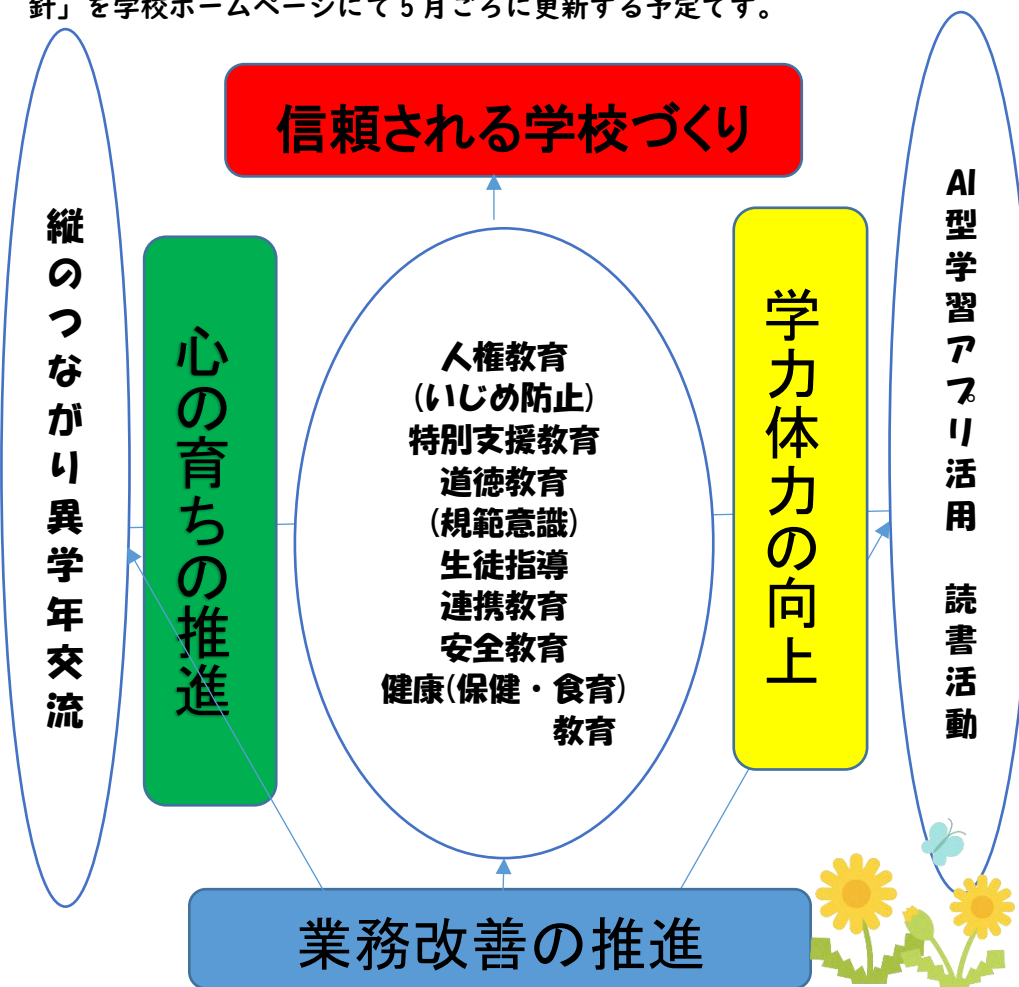 針」を学校ホームページにて5月ごろに更新する予定です。
信頼される学校づくり
縦のつながり異学年交流
心の育ちの推進
人権教育
(いじめ防止)
特別支援教育
道徳教育
(規範意識)
生徒指導
連携教育
安全教育
健康(保健・食育)
教育
学力体力の向上
AI型学習アプリ活用　読書活動
業務改善の推進